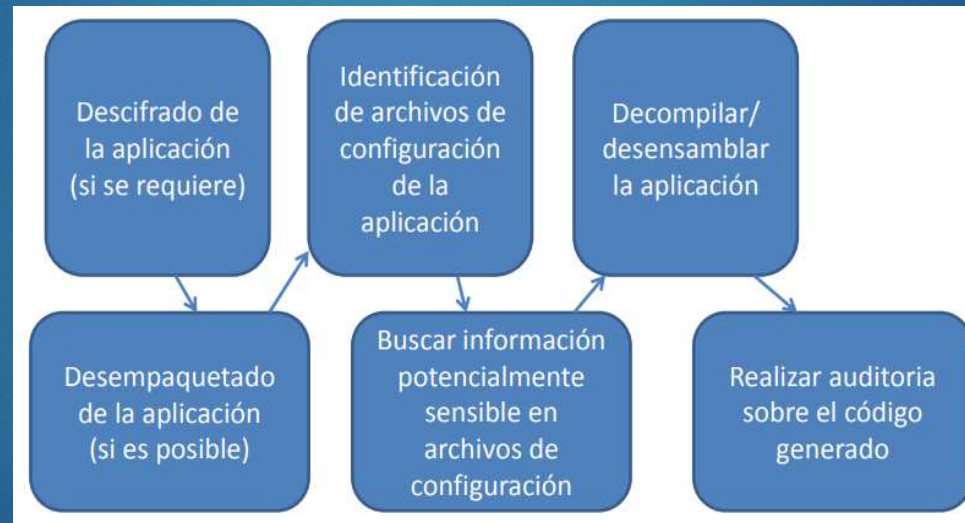 Descifrado de
la aplicación
(si se requiere)
Desempaquetado
de la aplicación
(si es posible)
Identificación
de archivos de
configuración
de la
aplicación
Buscar información
potencialmente
sensible en
archivos de
configuración
Decompilar/
desensamblar
la aplicación
Realizar auditoria
sobre el código
generado